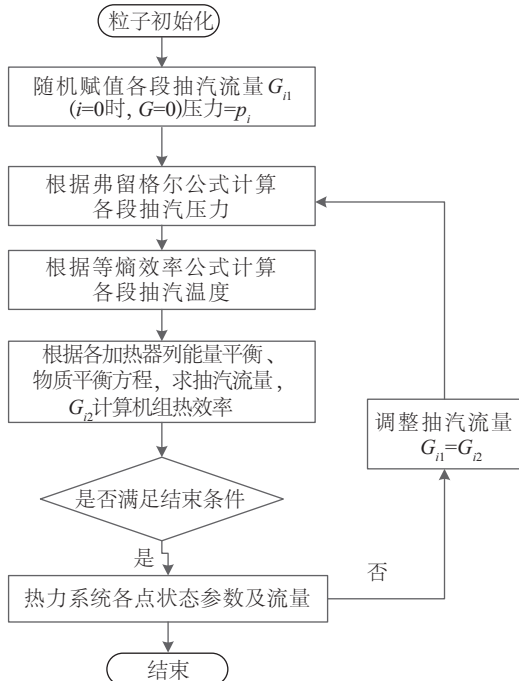 粒子初始化
随机赋值各段抽汽流量G_{i1}
(i=0时, G=0)压力=p_i
根据弗留格尔公式计算
各段抽汽压力
根据等熵效率公式计算
各段抽汽温度
根据各加热器列能量平衡、
物质平衡方程，求抽汽流量，
G_{i2}计算机组热效率
调整抽汽流量
G_{i1}=G_{i2}
是否满足结束条件
是
否
热力系统各点状态参数及流量
结束